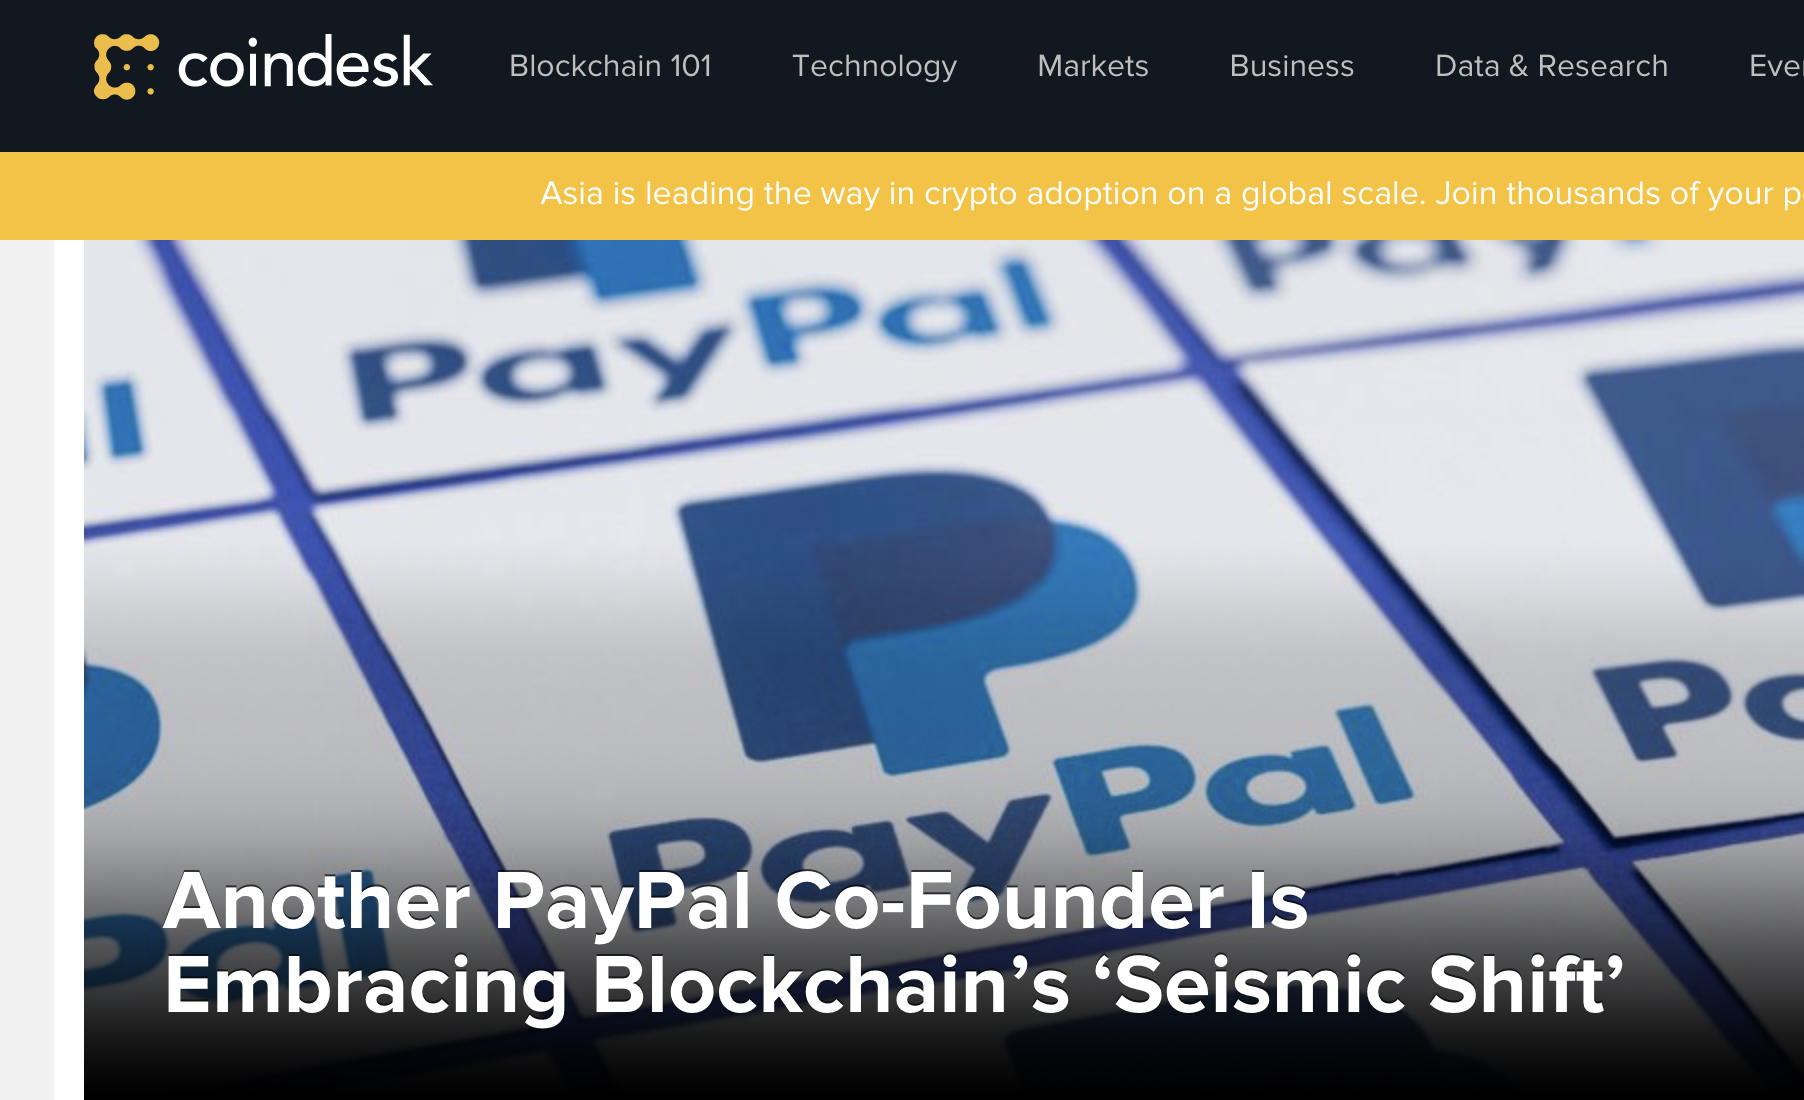 coindesk Blockchain 101 Technology Markets Business Data & Research
Asia is leading the way in crypto adoption on a global scale. Join thousands of your
PayPal
PayPal
Another PayPal Co-Founder Is
Embracing Blockchain’s ‘Seismic Shift’